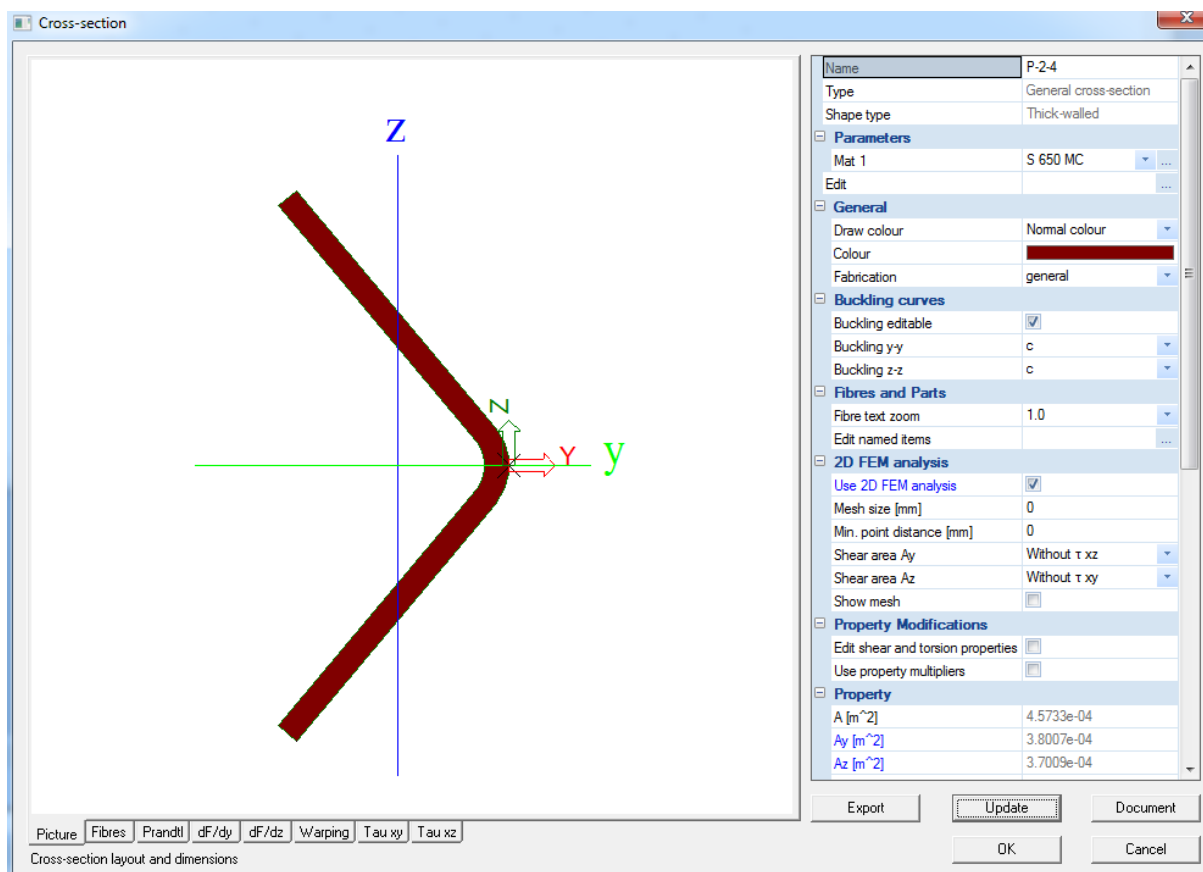 Cross-section
x
Z
Z
Y
y
Name P-2-4
Type General cross-section
Shape type Thick-walled
Parameters
Mat 1 S 650 MC ...
Edit ...
General
Draw colour Normal colour
Colour
Fabrication general
Buckling curves
Buckling editable
Buckling y-y c
Buckling z-z c
Fibres and Parts
Fibre text zoom 1.0
Edit named items ...
2D FEM analysis
Use 2D FEM analysis
Mesh size [mm] 0
Min. point distance [mm] 0
Shear area Ay Without τ xz
Shear area Az Without τ xy
Show mesh
Property Modifications
Edit shear and torsion properties
Use property multipliers
Property
A [m^2] 4.5733e-04
Ay [m^2] 3.8007e-04
Az [m^2] 3.7009e-04
Export Update Document
Picture Fibres Prandtl dF/dy dF/dz Warping Tau xy Tau xz
OK Cancel
Cross-section layout and dimensions